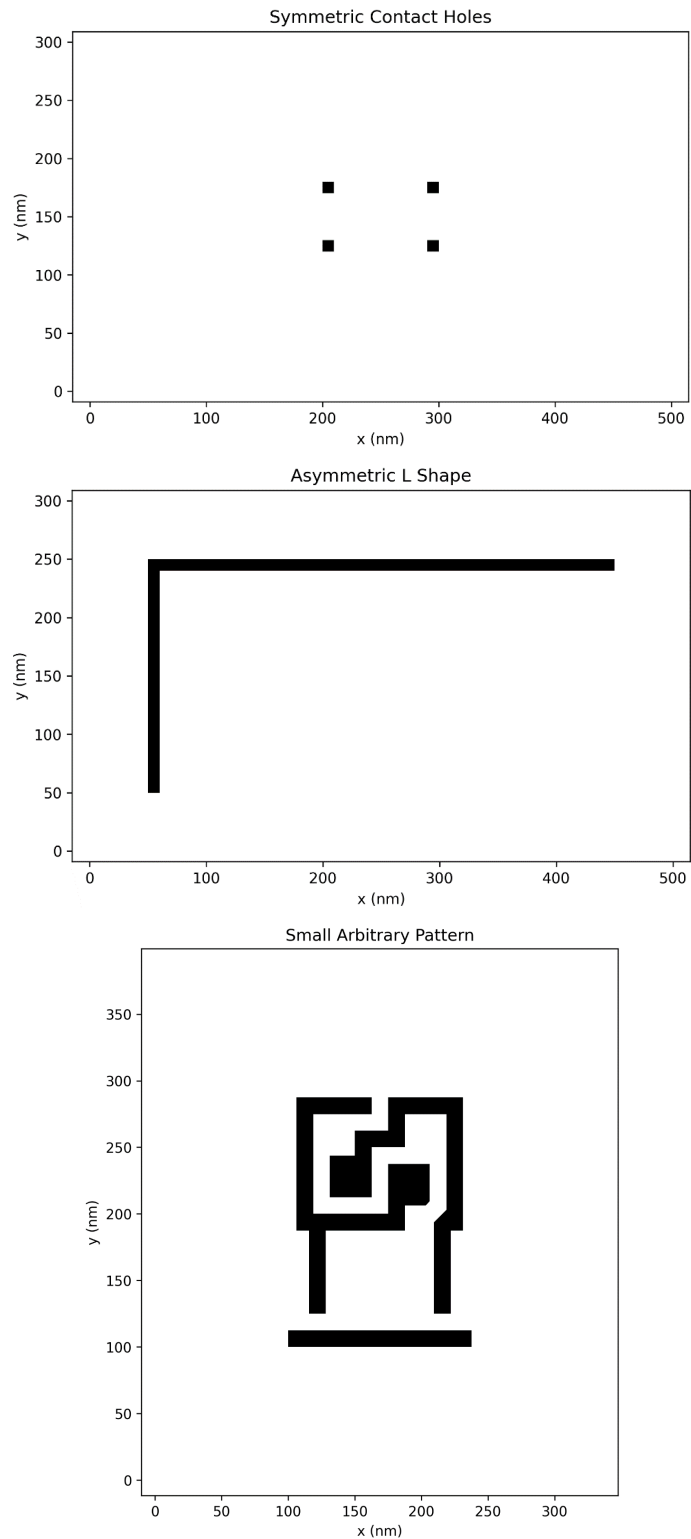 Symmetric Contact Holes
300
250
200
150
100
50
0
y (nm)
0 100 200 300 400 500
x (nm)
Asymmetric L Shape
300
250
200
150
100
50
0
y (nm)
0 100 200 300 400 500
x (nm)
Small Arbitrary Pattern
350
300
250
200
150
100
50
0
y (nm)
0 50 100 150 200 250 300
x (nm)